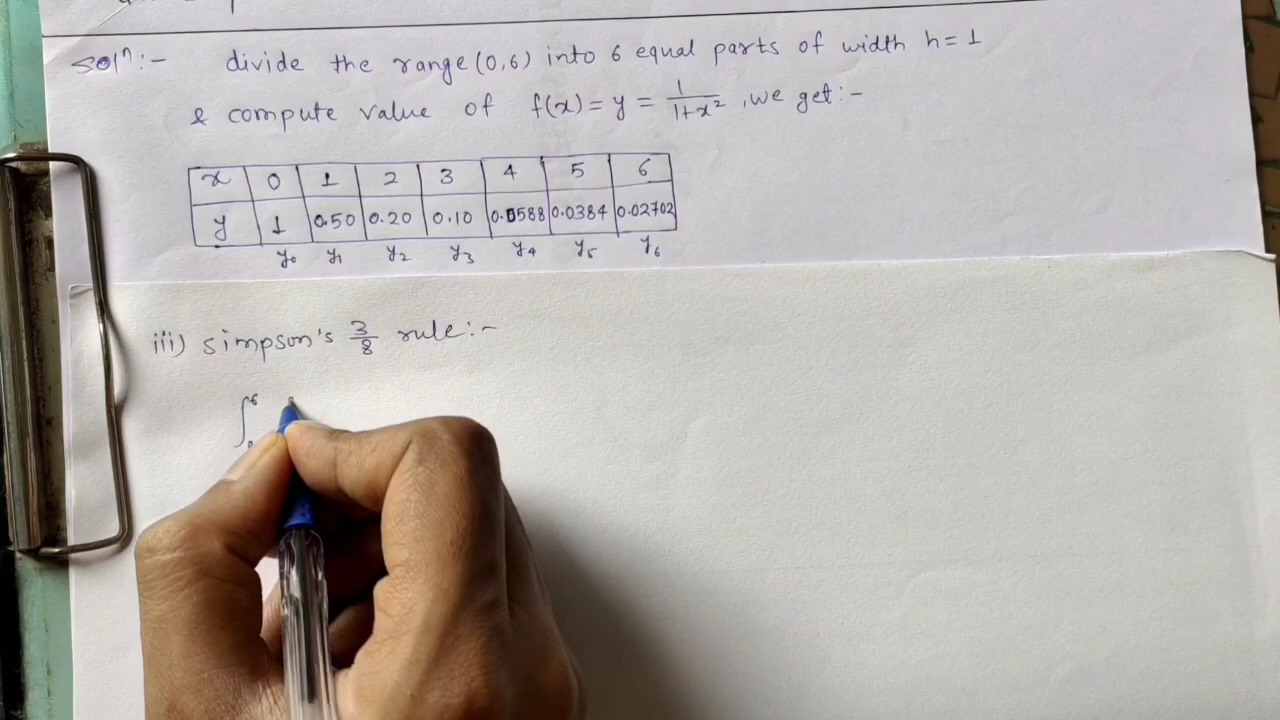 Solⁿ:- divide the range (0,6) into 6 equal parts of width h=1
& compute value of f(x) = y = 1/(1+x²), we get:-
x 0 1 2 3 4 5 6
y 1 0.50 0.20 0.10 0.0588 0.0384 0.02702
y₀ y₁ y₂ y₃ y₄ y₅ y₆
iii) simpson's 3/8 rule:-
∫₀⁶